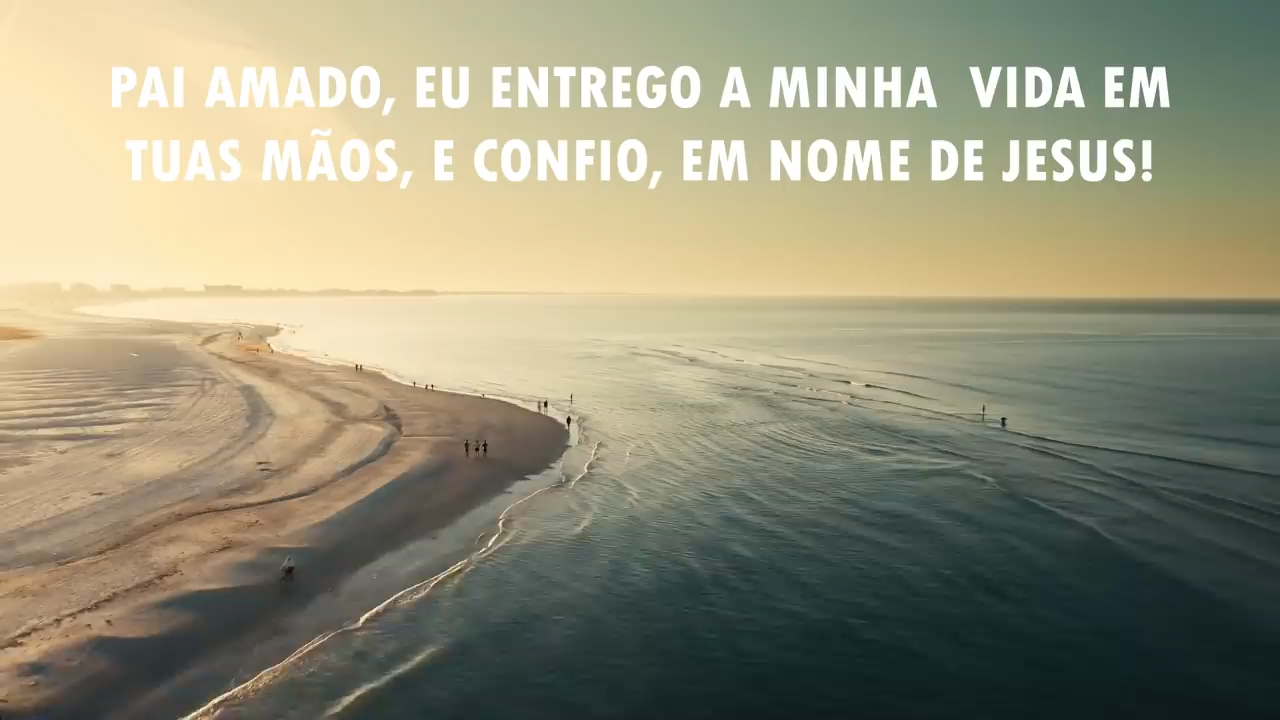 PAI AMADO, EU ENTREGO A MINHA  VIDA EM
TUAS MÃOS, E CONFIO, EM NOME DE JESUS!